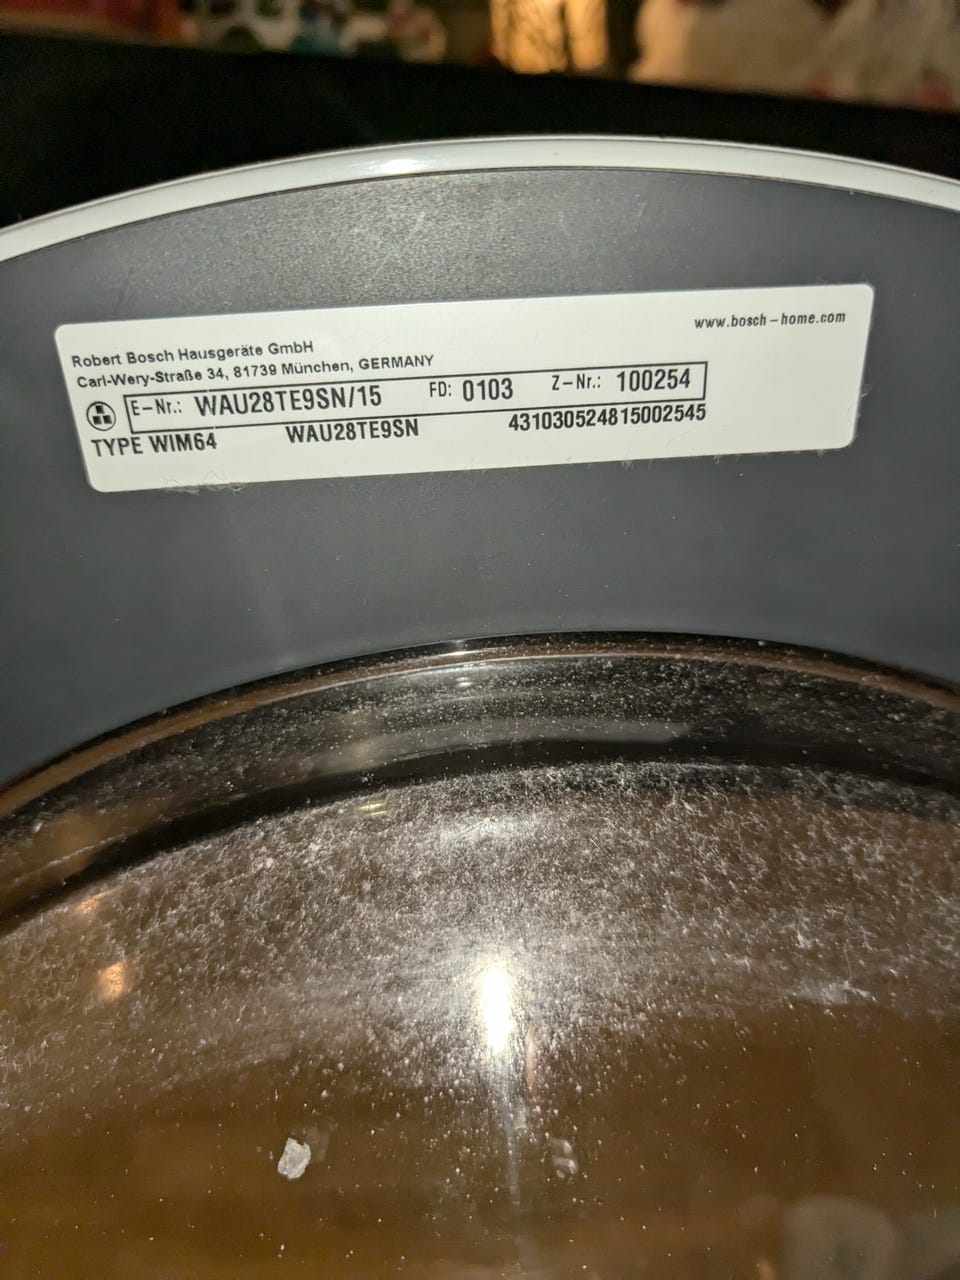 www.bosch-home.com
Robert Bosch Hausgeräte GmbH
Carl-Wery-Straße 34, 81739 München, GERMANY
E-Nr.: WAU28TE9SN/15 FD: 0103 Z-Nr.: 100254
TYPE WIM64 WAU28TE9SN 431030524815002545